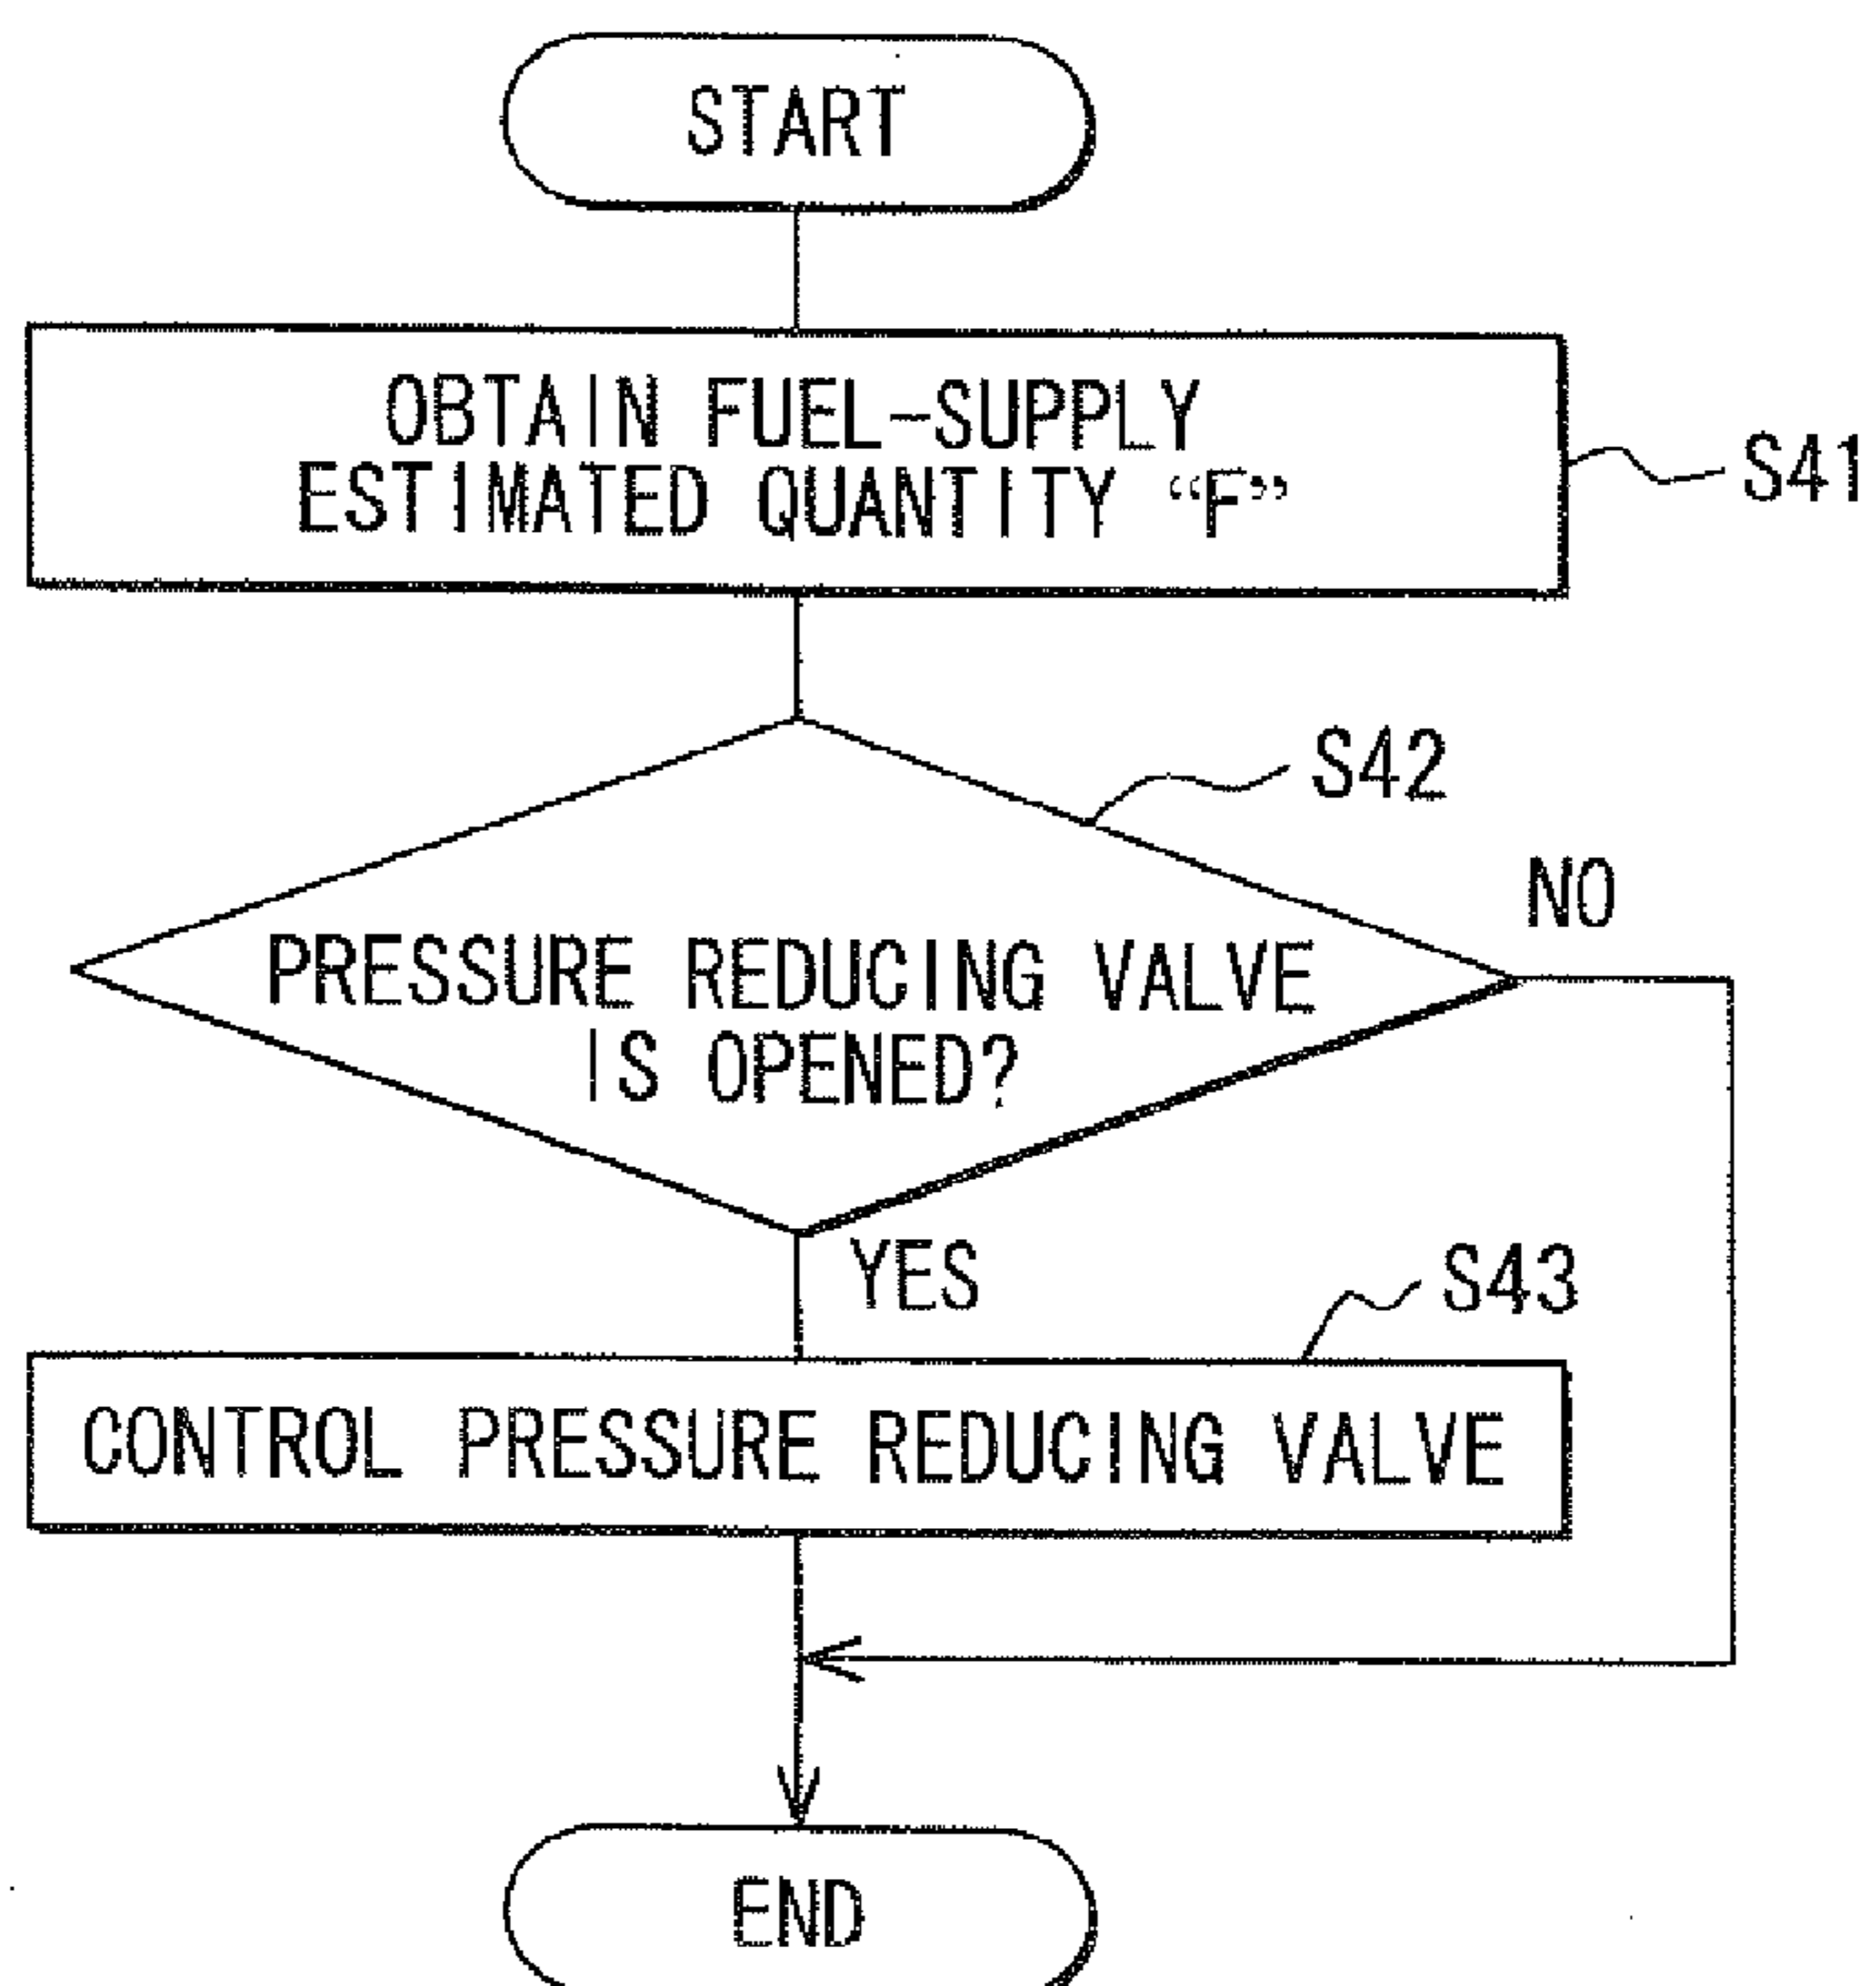 START
OBTAIN FUEL-SUPPLY
ESTIMATED QUANTITY “F”
S41
S42
NO
PRESSURE REDUCING VALVE
IS OPENED?
YES
S43
CONTROL PRESSURE REDUCING VALVE
END